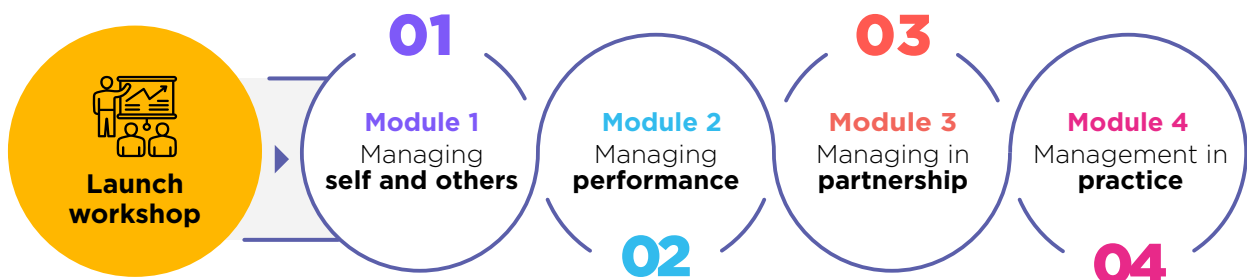 Launch
workshop
01
Module 1
Managing
self and others
Module 2
Managing
performance
02
03
Module 3
Managing in
partnership
Module 4
Management in
practice
04